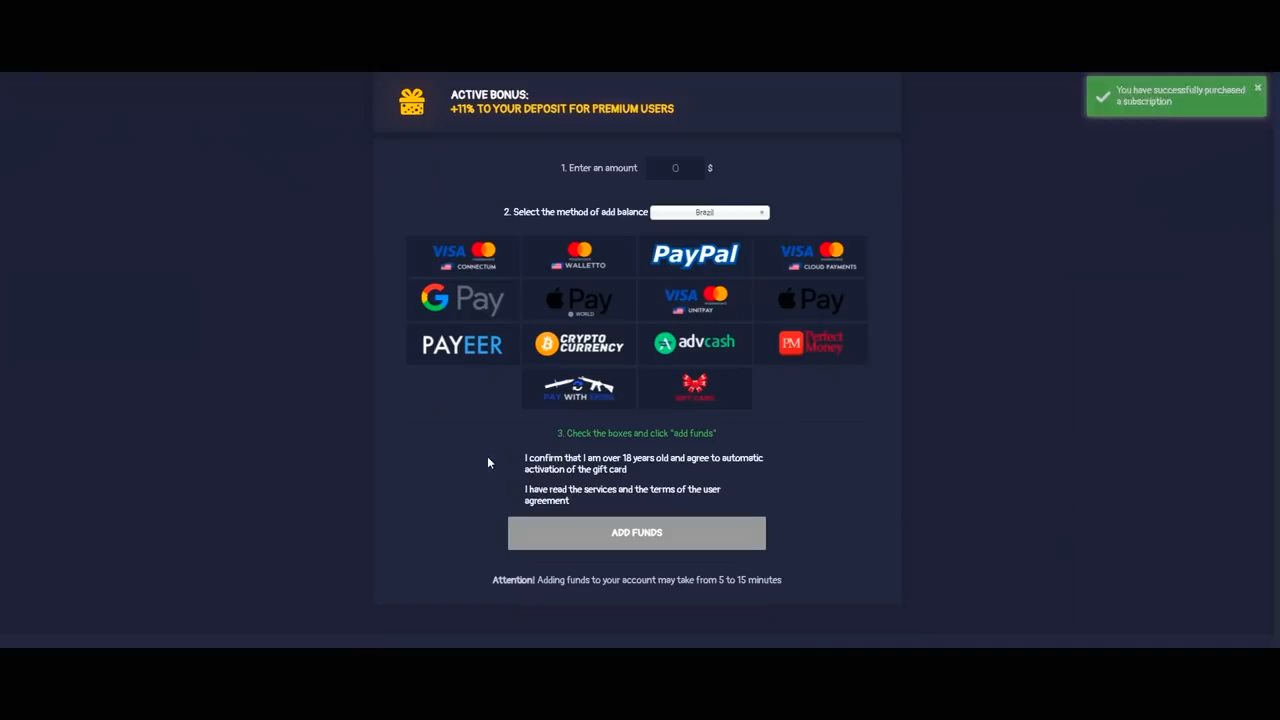 ACTIVE BONUS:
+11% TO YOUR DEPOSIT FOR PREMIUM USERS
You have successfully purchased
a subscription
1. Enter an amount 0 $
2. Select the method of add balance Brazil
VISA
CONNECTUM
WALLETTO
PayPal
VISA
CLOUD PAYMENTS
G Pay
Pay
WORLD
VISA
UNITPAY
Pay
PAYEER
CRYPTO
CURRENCY
advcash
PM Perfect
Money
PAY WITH SKINS
GIFT CARD
3. Check the boxes and click "add funds"
I confirm that I am over 18 years old and agree to automatic
activation of the gift card
I have read the services and the terms of the user
agreement
ADD FUNDS
Attention! Adding funds to your account may take from 5 to 15 minutes